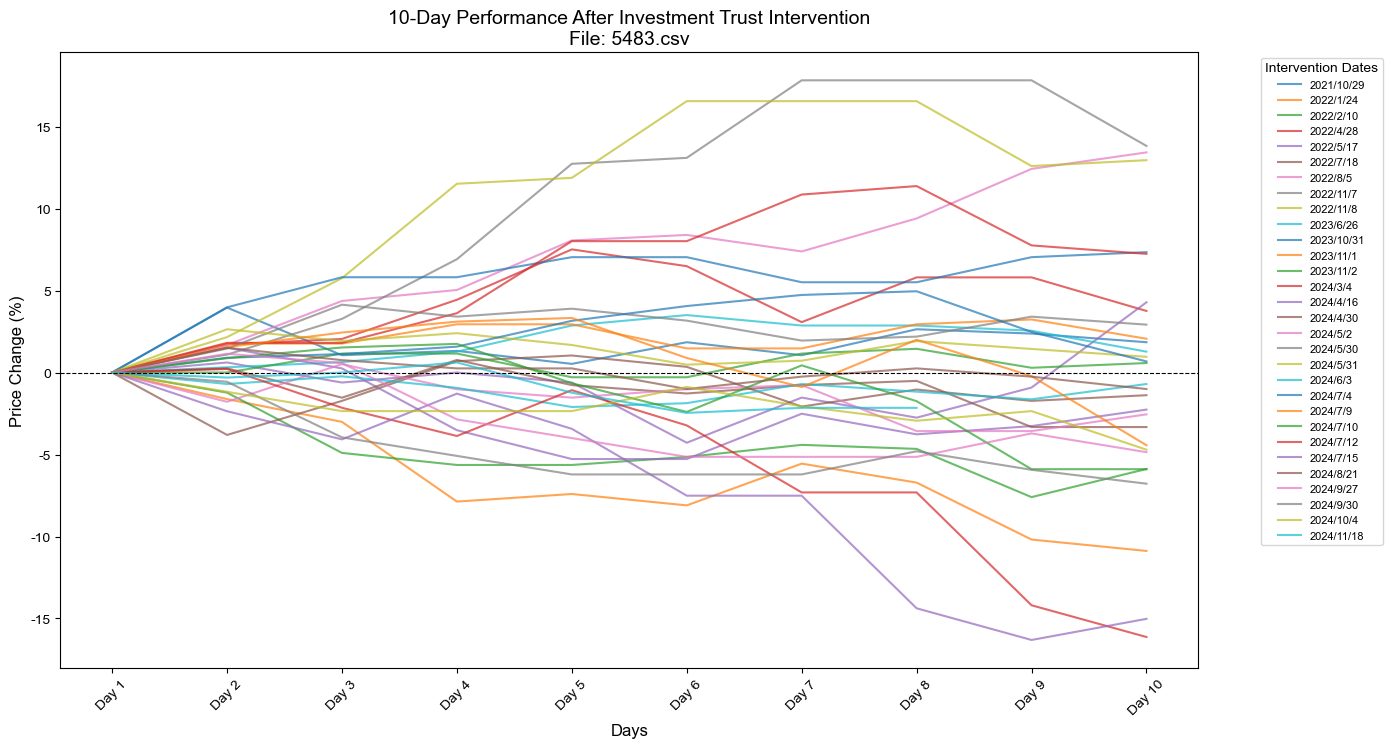 10-Day Performance After Investment Trust Intervention
File: 5483.csv
Price Change (%)
15
10
5
0
-5
-10
-15
Day 1
Day 2
Day 3
Day 4
Day 5
Day 6
Day 7
Day 8
Day 9
Day 10
Days
Intervention Dates
2021/10/29
2022/1/24
2022/2/10
2022/4/28
2022/5/17
2022/7/18
2022/8/5
2022/11/7
2022/11/8
2023/6/26
2023/10/31
2023/11/1
2023/11/2
2024/3/4
2024/4/16
2024/4/30
2024/5/2
2024/5/30
2024/5/31
2024/6/3
2024/7/4
2024/7/9
2024/7/10
2024/7/12
2024/7/15
2024/8/21
2024/9/27
2024/9/30
2024/10/4
2024/11/18